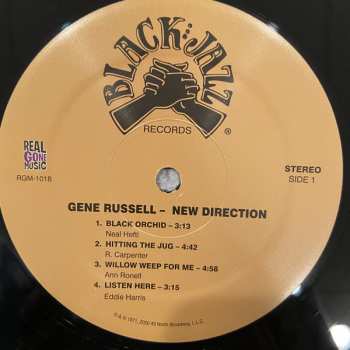 BLACK JAZZ
RECORDS
®
REAL
GONE
MUSIC
RGM-1018
STEREO
SIDE 1
GENE RUSSELL – NEW DIRECTION
1. BLACK ORCHID – 3:13
Neal Hefti
2. HITTING THE JUG – 4:42
R. Carpenter
3. WILLOW WEEP FOR ME – 4:58
Ann Ronell
4. LISTEN HERE – 3:15
Eddie Harris